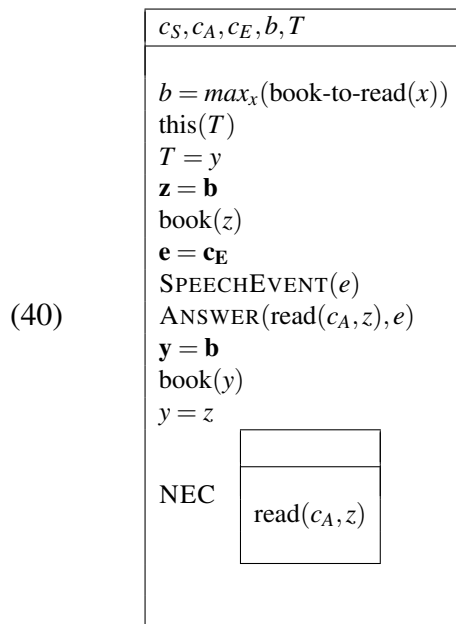 c_S, c_A, c_E, b, T
b = max_x(book-to-read(x))
this(T)
T = y
z = b
book(z)
e = c_E
SPEECHEVENT(e)
(40)
ANSWER(read(c_A, z), e)
y = b
book(y)
y = z
NEC
read(c_A, z)